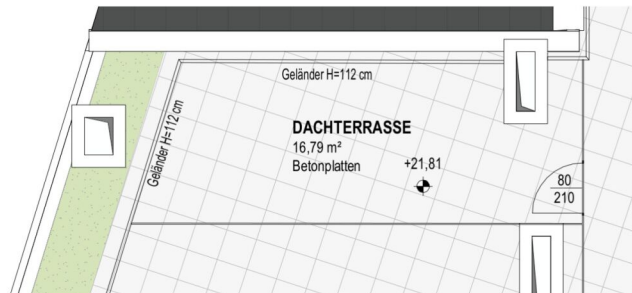 Geländer H=112 cm
Geländer H=112 cm
DACHTERRASSE
16,79 m²
Betonplatten
+21,81
80
210